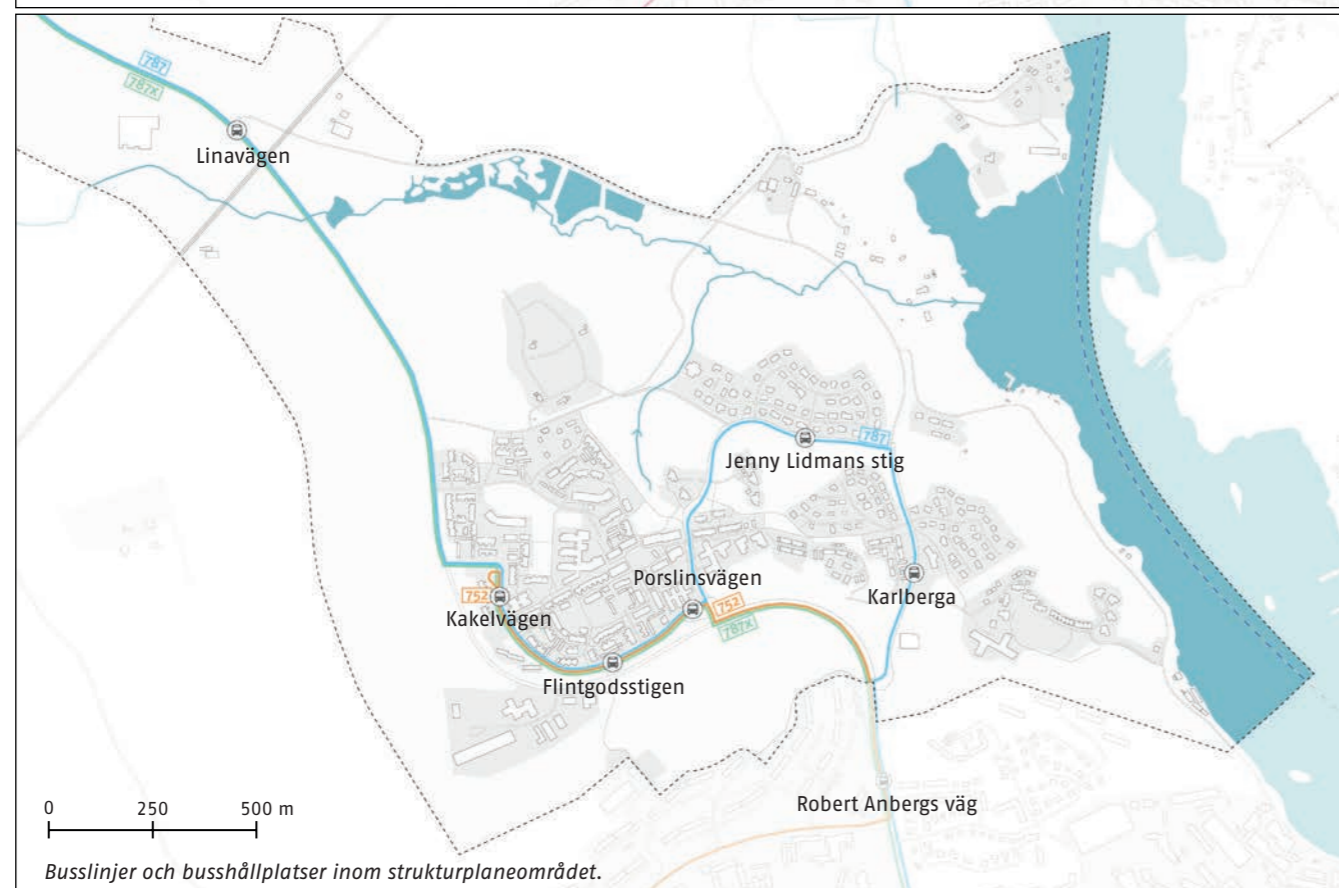 787
787X
Linavägen
Jenny Lidmans stig
787
Porslinsvägen
752
Kakelvägen
752
787X
Karlberga
Flintgodsstigen
Robert Anbergs väg
0 250 500 m
Busslinjer och busshållplatser inom strukturplaneområdet.